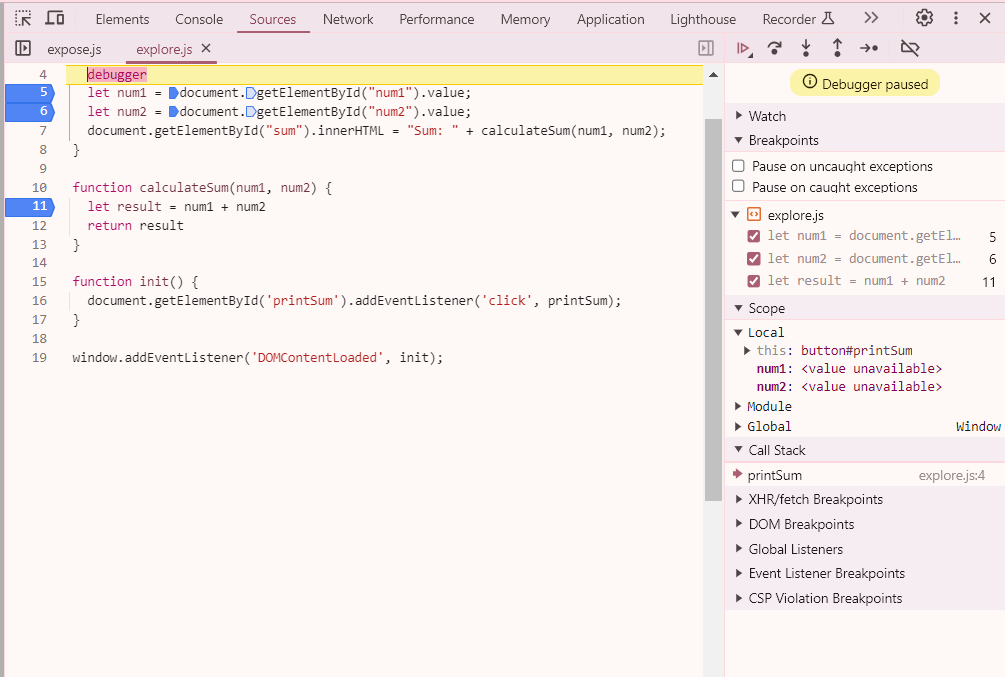 Elements Console Sources Network Performance Memory Application Lighthouse Recorder
expose.js explore.js
4 debugger
5 let num1 = document.getElementById("num1").value;
6 let num2 = document.getElementById("num2").value;
7 document.getElementById("sum").innerHTML = "Sum: " + calculateSum(num1, num2);
8 }
9
10 function calculateSum(num1, num2) {
11 let result = num1 + num2
12 return result
13 }
14
15 function init() {
16 document.getElementById('printSum').addEventListener('click', printSum);
17 }
18
19 window.addEventListener('DOMContentLoaded', init);
Debugger paused
Watch
Breakpoints
Pause on uncaught exceptions
Pause on caught exceptions
explore.js
let num1 = document.getEl… 5
let num2 = document.getEl… 6
let result = num1 + num2 11
Scope
Local
this: button#printSum
num1: <value unavailable>
num2: <value unavailable>
Module
Global Window
Call Stack
printSum explore.js:4
XHR/fetch Breakpoints
DOM Breakpoints
Global Listeners
Event Listener Breakpoints
CSP Violation Breakpoints